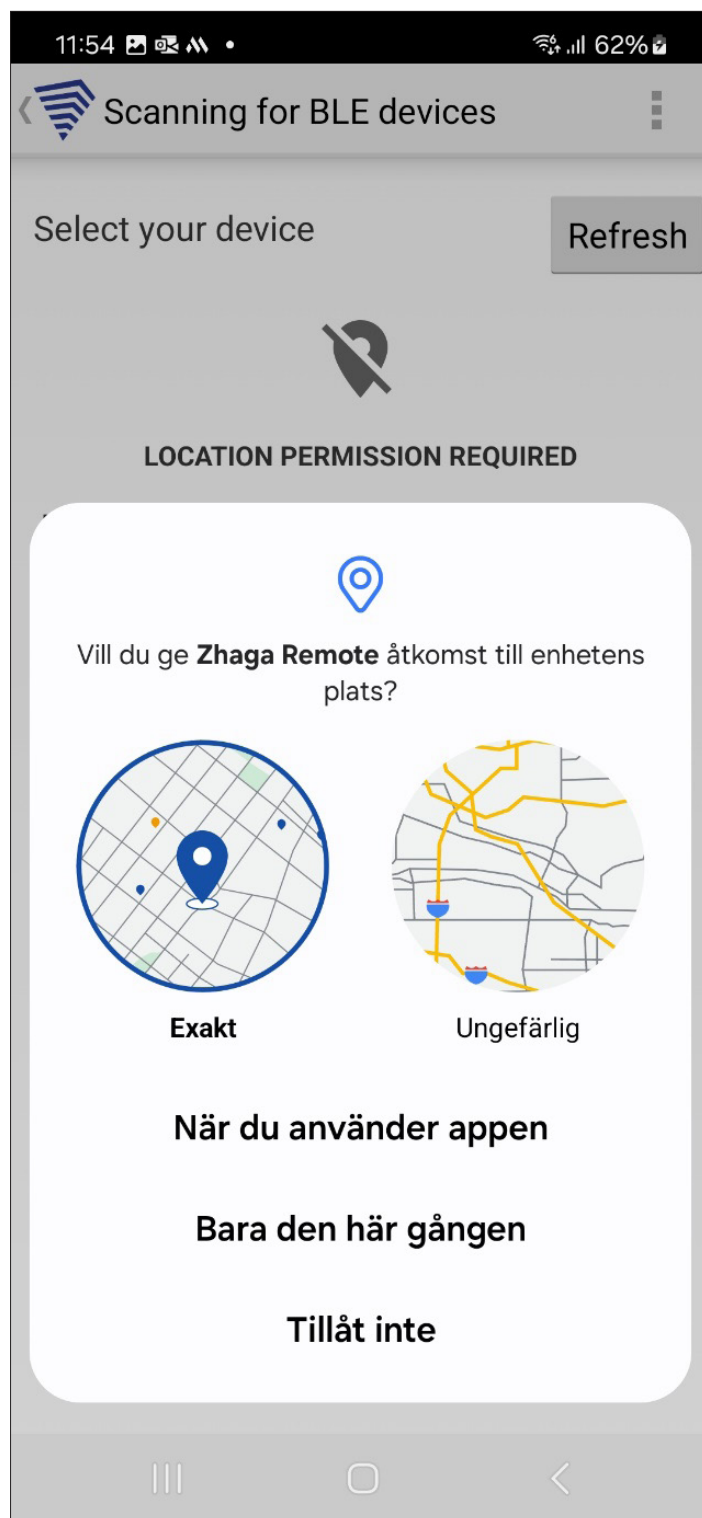 11:54
62%
Scanning for BLE devices
Select your device
Refresh
LOCATION PERMISSION REQUIRED
Vill du ge Zhaga Remote åtkomst till enhetens
plats?
Exakt
Ungefärlig
När du använder appen
Bara den här gången
Tillåt inte